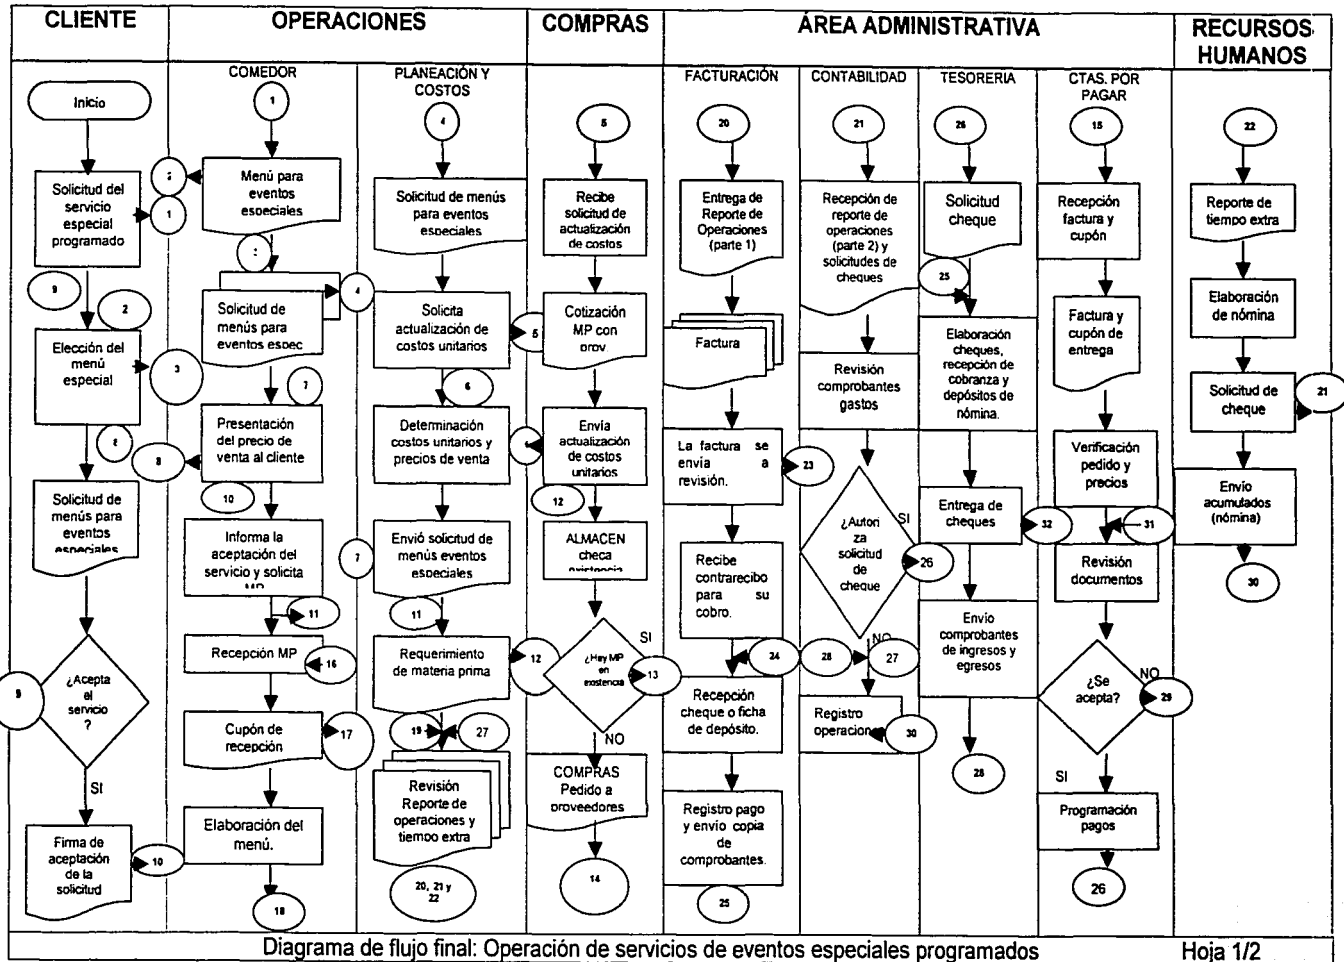 CLIENTE
OPERACIONES
COMPRAS
ÁREA ADMINISTRATIVA
RECURSOS
HUMANOS
COMEDOR
PLANEACIÓN Y
COSTOS
FACTURACIÓN
CONTABILIDAD
TESORERIA
CTAS. POR
PAGAR
Inicio
Solicitud del
servicio
especial
programado
1
9
2
Elección del
menú
especial
3
8
Solicitud de
menús para
eventos
especiales
¿Acepta
el
servicio
?
9
SI
Firma de
aceptación
de la
solicitud
10
1
Menú para
eventos
especiales
Solicitud de
menús para
eventos espec
4
7
Presentación
del precio de
venta al cliente
8
10
Informa la
aceptación del
servicio y solicita
MP
11
Recepción MP
16
Cupón de
recepción
17
Elaboración del
menú.
18
4
Solicitud de menús
para eventos
especiales
Solicita
actualización de
costos unitarios
5
6
Determinación
costos unitarios y
precios de venta
Envió solicitud de
menús eventos
especiales
7
11
Requerimiento
de materia prima
12
19
27
Revisión
Reporte de
operaciones y
tiempo extra
20, 21 y
22
5
Recibe
solicitud de
actualización
de costos
Cotización
MP con
prov
Envía
actualización
de costos
unitarios
12
ALMACEN
checa
existencia
¿Hay MP
en
existencia
SI
13
NO
COMPRAS
Pedido a
proveedores
14
20
Entrega de
Reporte de
Operaciones
(parte 1)
Factura
La factura se
envía a
revisión.
23
Recibe
contrarecibo
para su
cobro.
24
Recepción
cheque o ficha
de depósito.
Registro pago
y envío copia
de
comprobantes.
25
21
Recepción de
reporte de
operaciones
(parte 2) y
solicitudes de
cheques
Revisión
comprobantes
gastos
¿Autori
za
solicitud
de
cheque
SI
26
NO
28
27
Registro
operacion
30
26
Solicitud
cheque
25
Elaboración
cheques,
recepción de
cobranza y
depósitos de
nómina.
Entrega de
cheques
32
Envío
comprobantes
de ingresos y
egresos
28
15
Recepción
factura y
cupón
Factura y
cupón de
entrega
Verificación
pedido y
precios
31
Revisión
documentos
¿Se
acepta?
NO
29
SI
Programación
pagos
26
22
Reporte de
tiempo extra
Elaboración
de nómina
Solicitud de
cheque
21
Envío
acumulados
(nómina)
30
Diagrama de flujo final: Operación de servicios de eventos especiales programados
Hoja 1/2